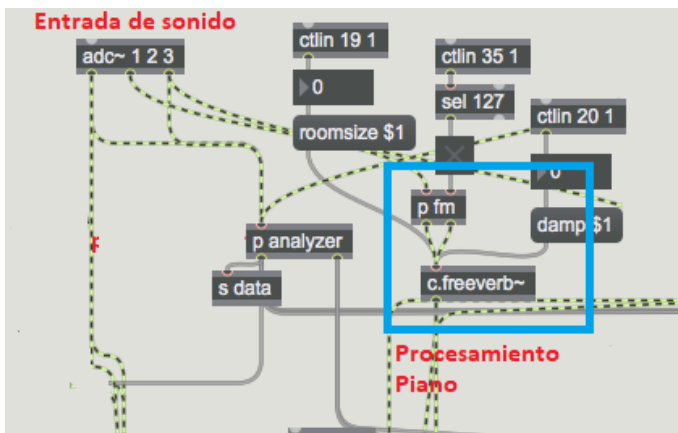 Entrada de sonido
adc~ 1 2 3
ctlin 19 1
0
roomsize $1
ctlin 35 1
sel 127
ctlin 20 1
0
damp $1
p fm
p analyzer
s data
c.freeverb~
Procesamiento
Piano